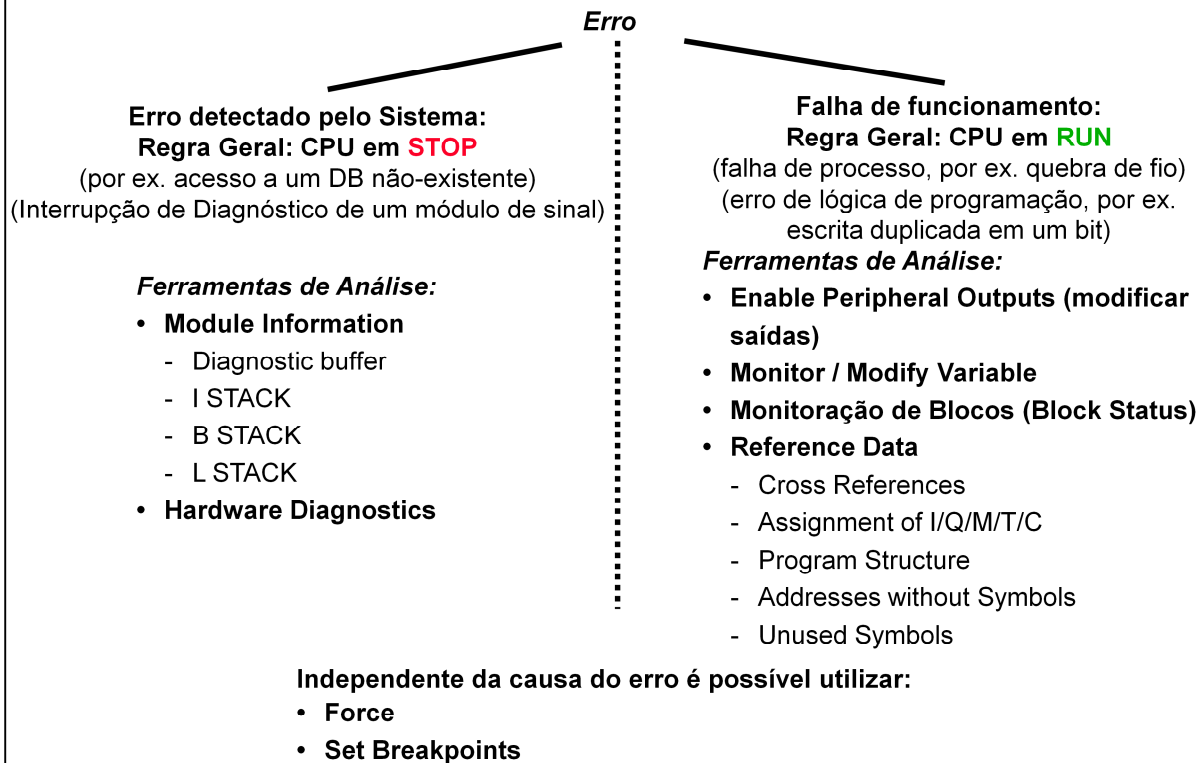 Erro
Erro detectado pelo Sistema:
Regra Geral: CPU em STOP
(por ex. acesso a um DB não-existente)
(Interrupção de Diagnóstico de um módulo de sinal)
Ferramentas de Análise:
• Module Information
- Diagnostic buffer
- I STACK
- B STACK
- L STACK
• Hardware Diagnostics
Falha de funcionamento:
Regra Geral: CPU em RUN
(falha de processo, por ex. quebra de fio)
(erro de lógica de programação, por ex.
escrita duplicada em um bit)
Ferramentas de Análise:
• Enable Peripheral Outputs (modificar
saídas)
• Monitor / Modify Variable
• Monitoração de Blocos (Block Status)
• Reference Data
- Cross References
- Assignment of I/Q/M/T/C
- Program Structure
- Addresses without Symbols
- Unused Symbols
Independente da causa do erro é possível utilizar:
• Force
• Set Breakpoints